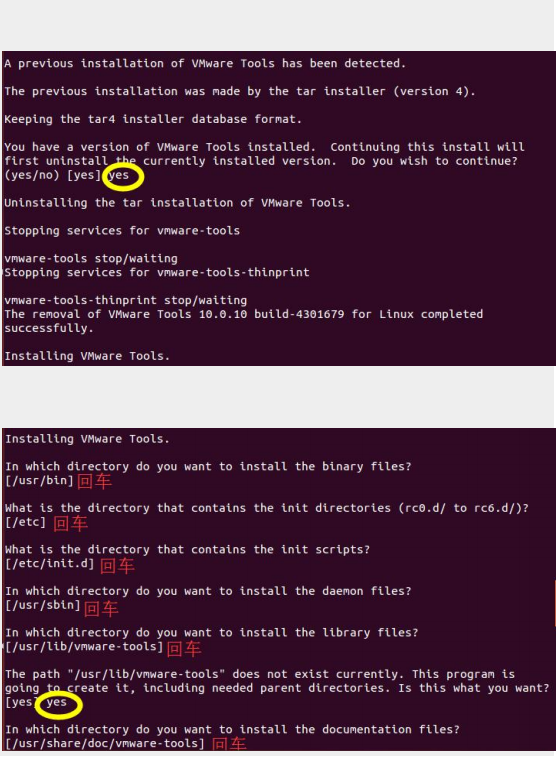 A previous installation of VMware Tools has been detected.
The previous installation was made by the tar installer (version 4).
Keeping the tar4 installer database format.
You have a version of VMware Tools installed.  Continuing this install will
first uninstall the currently installed version.  Do you wish to continue?
(yes/no) [yes] yes
Uninstalling the tar installation of VMware Tools.
Stopping services for vmware-tools
vmware-tools stop/waiting
Stopping services for vmware-tools-thinprint
vmware-tools-thinprint stop/waiting
The removal of VMware Tools 10.0.10 build-4301679 for Linux completed
successfully.
Installing VMware Tools.
Installing VMware Tools.
In which directory do you want to install the binary files?
[/usr/bin] 回车
What is the directory that contains the init directories (rc0.d/ to rc6.d/)?
[/etc] 回车
What is the directory that contains the init scripts?
[/etc/init.d] 回车
In which directory do you want to install the daemon files?
[/usr/sbin] 回车
In which directory do you want to install the library files?
[/usr/lib/vmware-tools] 回车
The path "/usr/lib/vmware-tools" does not exist currently. This program is
going to create it, including needed parent directories. Is this what you want?
[yes] yes
In which directory do you want to install the documentation files?
[/usr/share/doc/vmware-tools] 回车